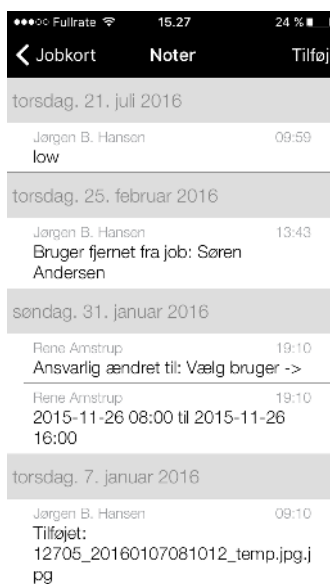 Fullrate 15.27 24 %
Jobkort Noter Tilføj
torsdag. 21. juli 2016
Jørgen B. Hansen 09:59
low
torsdag. 25. februar 2016
Jørgen B. Hansen 13:43
Bruger fjernet fra job: Søren
Andersen
søndag. 31. januar 2016
Rene Amstrup 19:10
Ansvarlig ændret til: Vælg bruger ->
Rene Amstrup 19:10
2015-11-26 08:00 til 2015-11-26
16:00
torsdag. 7. januar 2016
Jørgen B. Hansen 09:10
Tilføjet:
12705_20160107081012_temp.jpg.j
pg